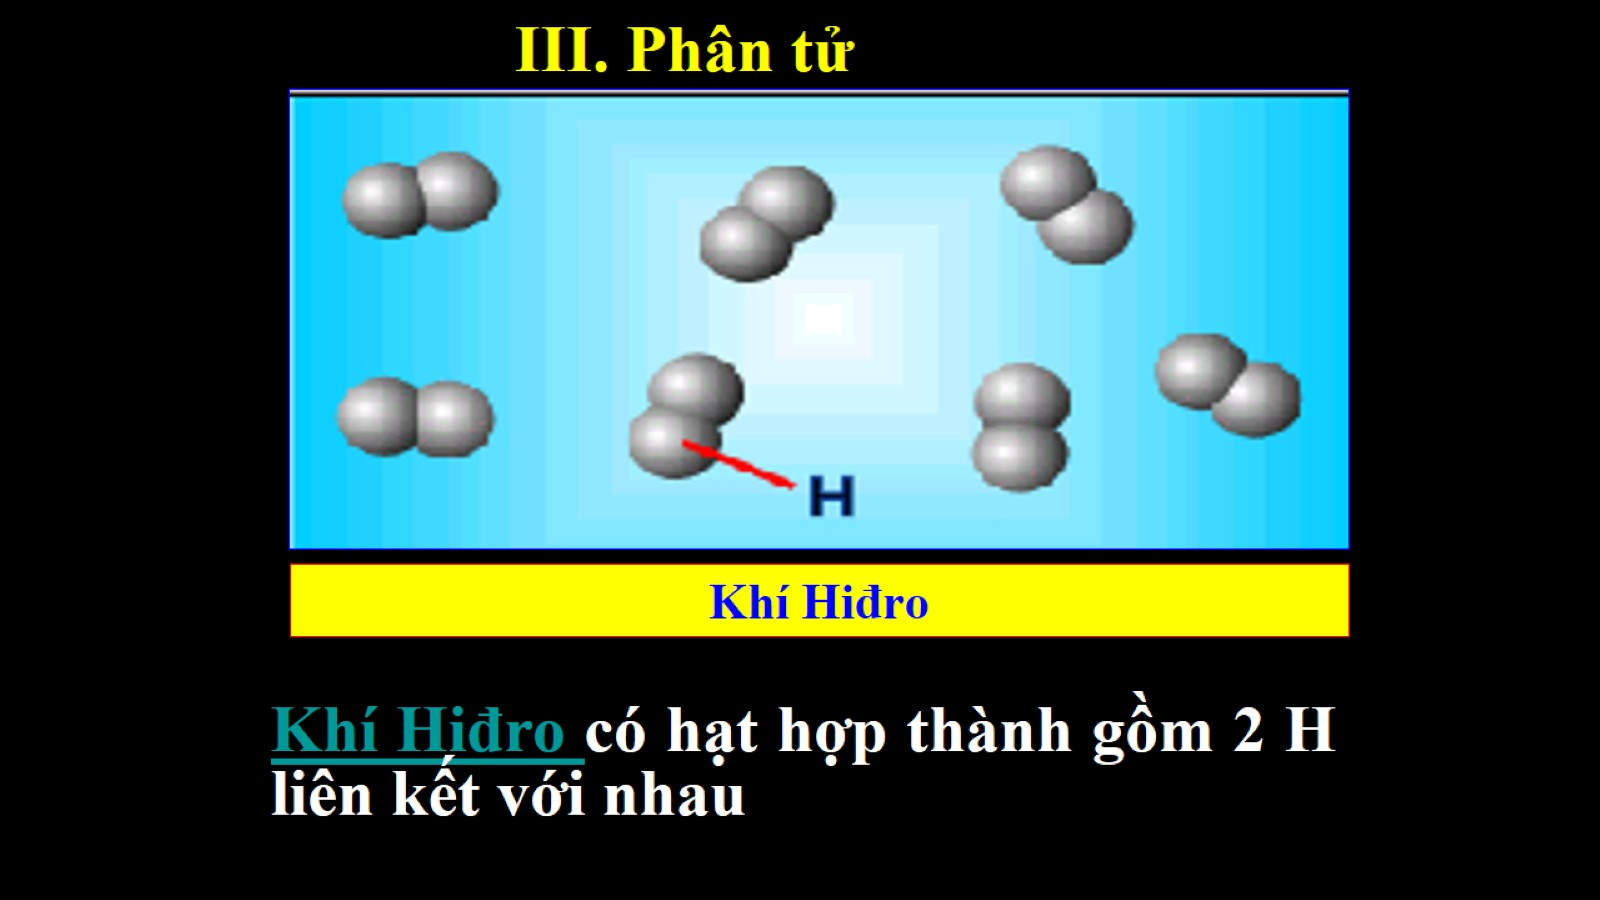 III. Phân tử
H
Khí Hiđro
Khí Hiđro có hạt hợp thành gồm 2 H
liên kết với nhau